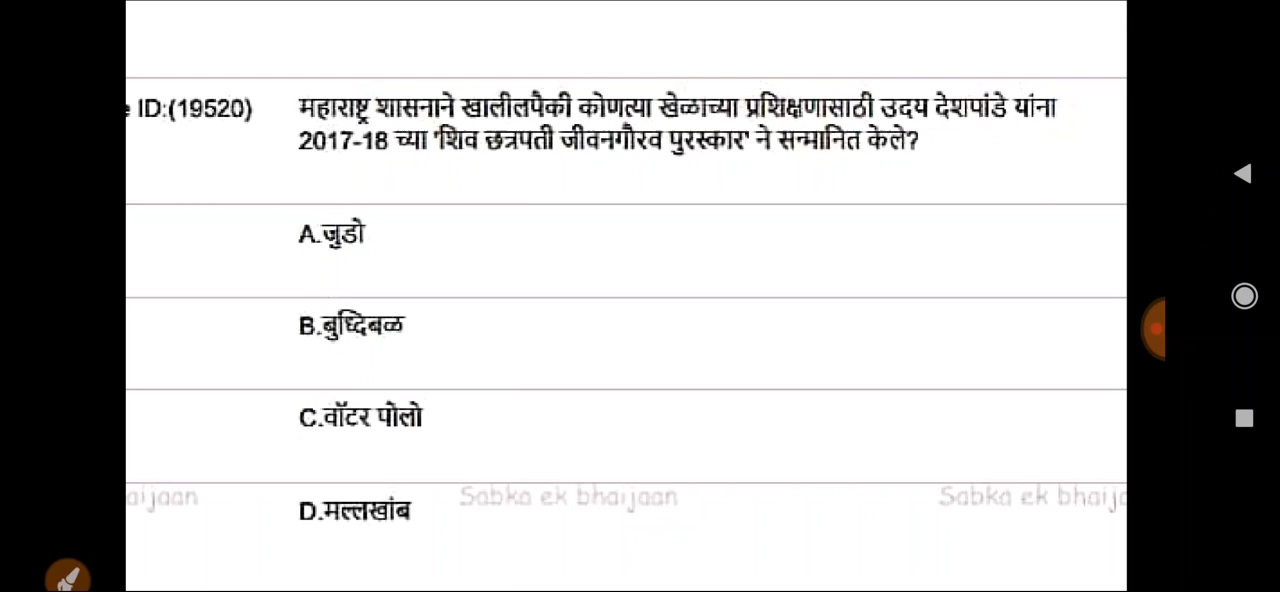 ID:(19520) महाराष्ट्र शासनाने खालीलपैकी कोणत्या खेळाच्या प्रशिक्षणासाठी उदय देशपांडे यांना
2017-18 च्या 'शिव छत्रपती जीवनगौरव पुरस्कार' ने सन्मानित केले?
A.जुडो
B.बुध्दिबळ
C.वॉटर पोलो
aijaan Sabka ek bhaijaan Sabka ek bhaija
D.मल्लखांब